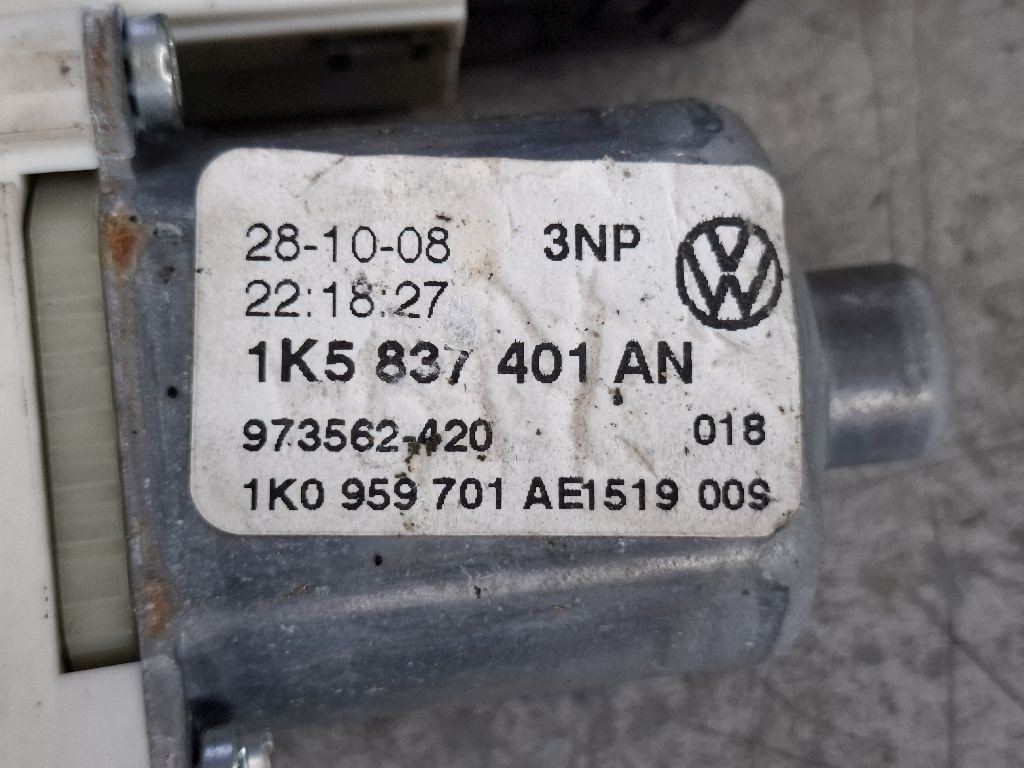 28-10-08 3NP
22:18:27
1K5 837 401 AN
973562-420 018
1K0 959 701 AE1519 00S